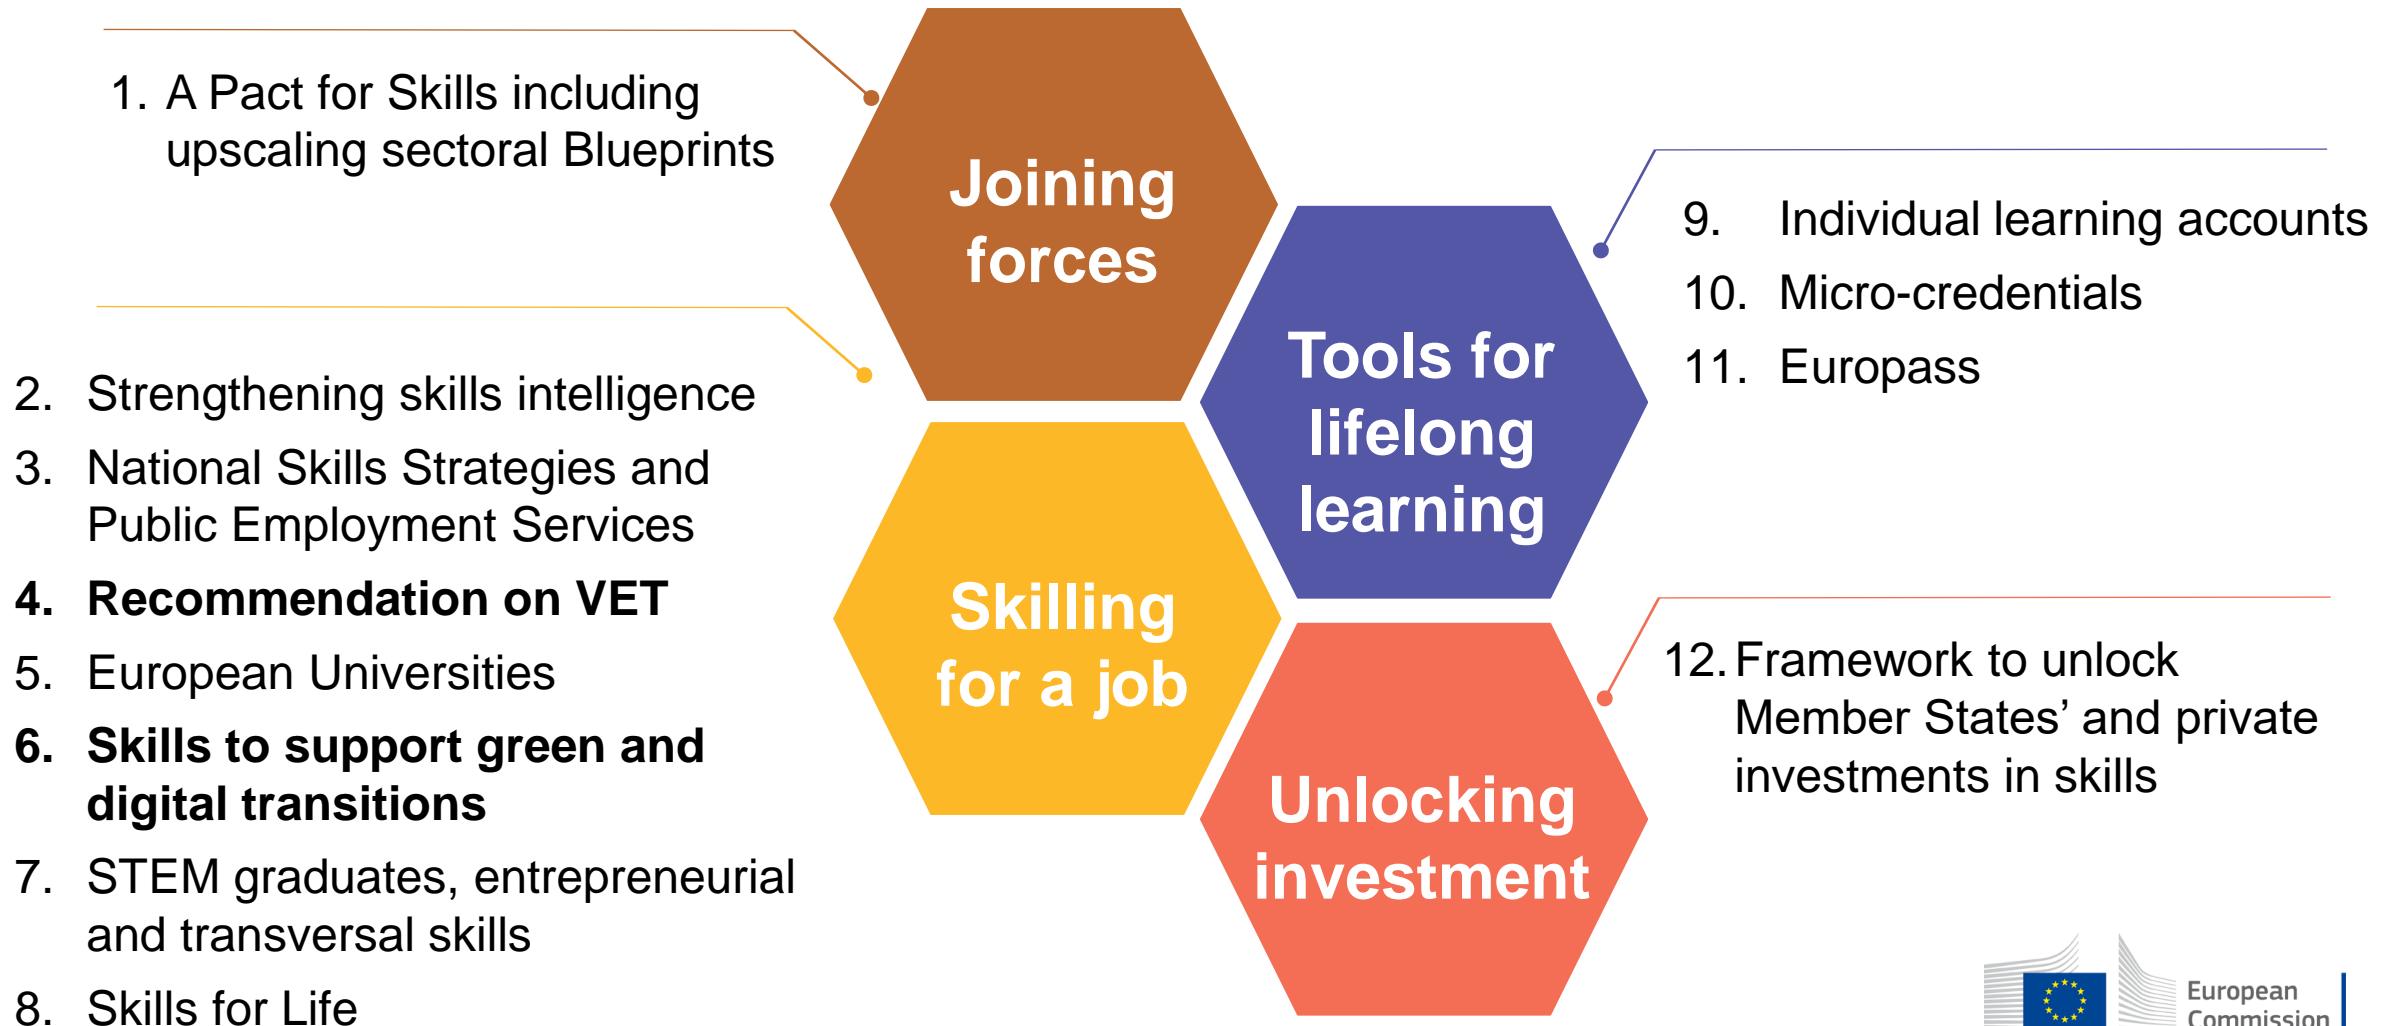 1. A Pact for Skills including
upscaling sectoral Blueprints
Joining
forces
2. Strengthening skills intelligence
3. National Skills Strategies and
Public Employment Services
4. Recommendation on VET
5. European Universities
6. Skills to support green and
digital transitions
7. STEM graduates, entrepreneurial
and transversal skills
8. Skills for Life
Skilling
for a job
Tools for
lifelong
learning
9. Individual learning accounts
10. Micro-credentials
11. Europass
Unlocking
investment
12. Framework to unlock
Member States’ and private
investments in skills
European
Commission